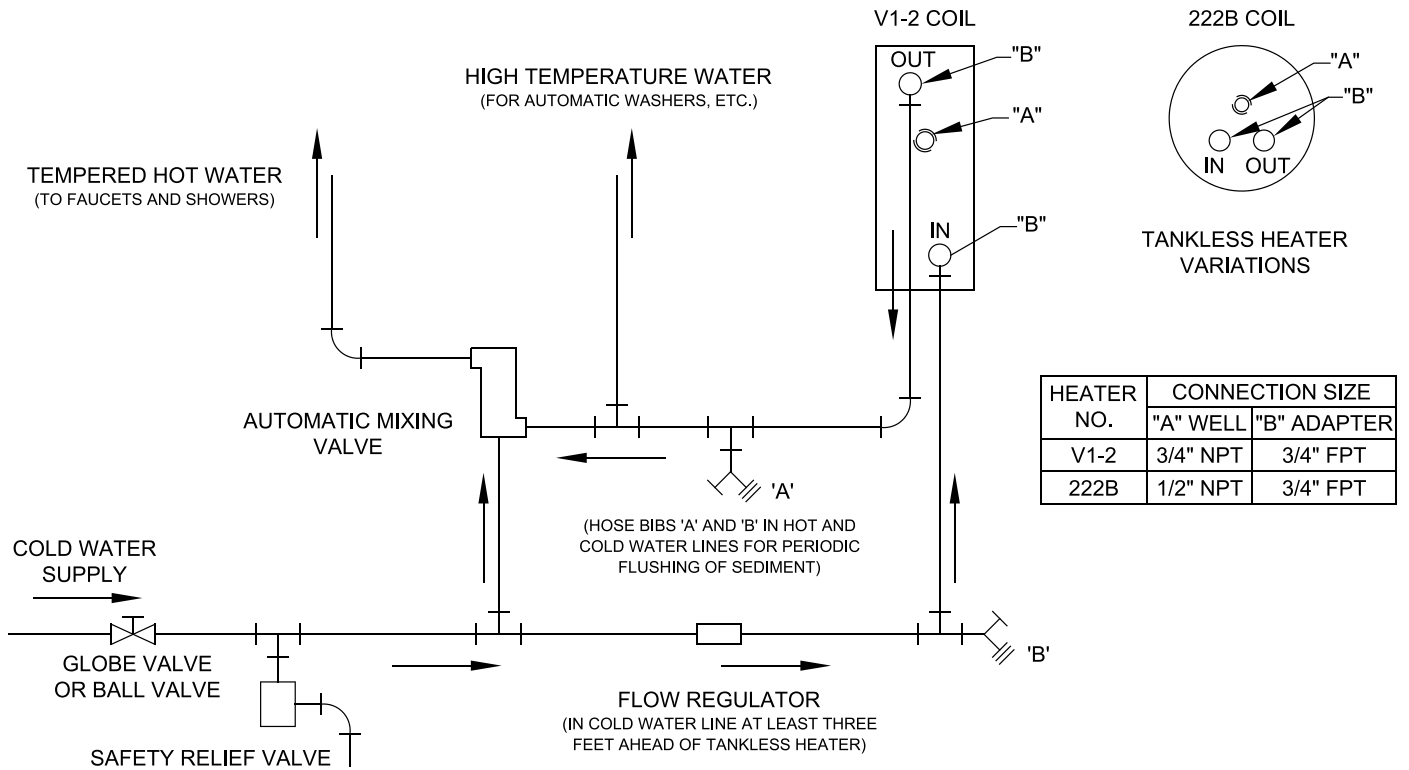 V1-2 COIL
222B COIL
OUT
"B"
"A"
IN
"B"
"A"
"B"
IN OUT
TANKLESS HEATER
VARIATIONS
HIGH TEMPERATURE WATER
(FOR AUTOMATIC WASHERS, ETC.)
TEMPERED HOT WATER
(TO FAUCETS AND SHOWERS)
AUTOMATIC MIXING
VALVE
'A'
(HOSE BIBS 'A' AND 'B' IN HOT AND
COLD WATER LINES FOR PERIODIC
FLUSHING OF SEDIMENT)
HEATER
NO.
CONNECTION SIZE
"A" WELL "B" ADAPTER
V1-2 3/4" NPT 3/4" FPT
222B 1/2" NPT 3/4" FPT
COLD WATER
SUPPLY
GLOBE VALVE
OR BALL VALVE
SAFETY RELIEF VALVE
FLOW REGULATOR
(IN COLD WATER LINE AT LEAST THREE
FEET AHEAD OF TANKLESS HEATER)
'B'